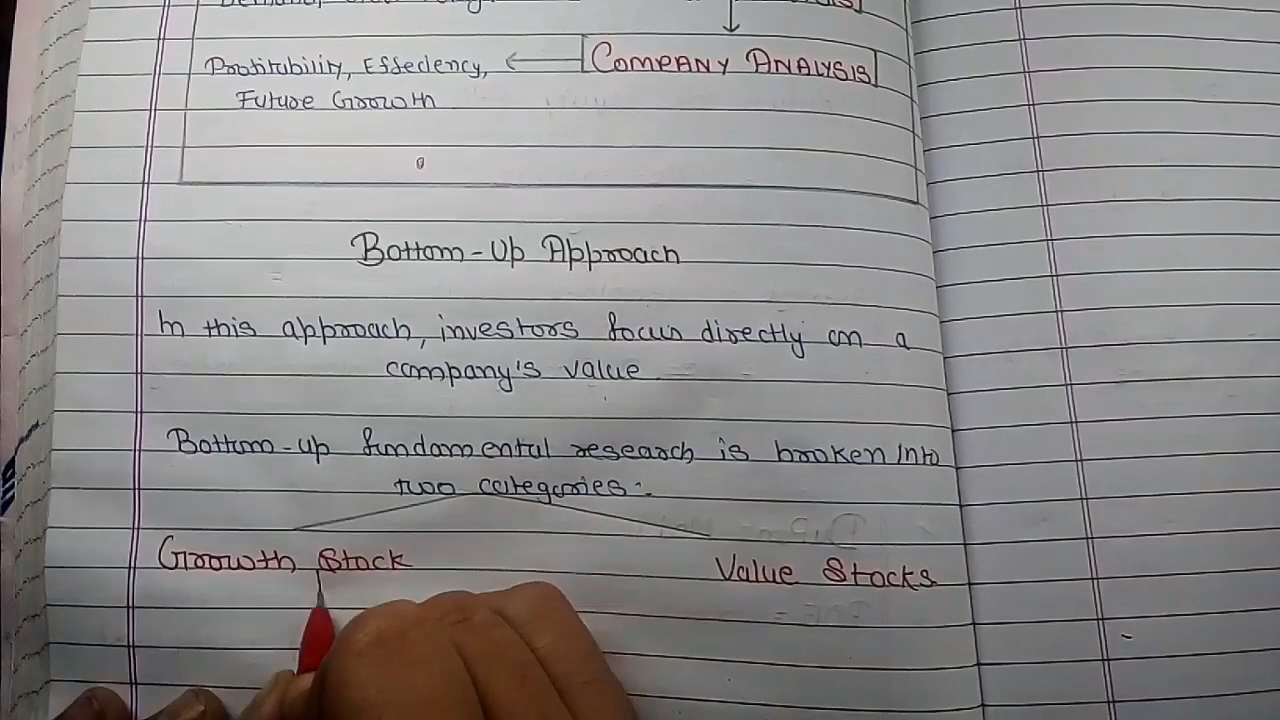 Profitability, Effeciency,
COMPANY ANALYSIS
Future Growth
Bottom-Up Approach
In this approach, investors focus directly on a
company's value
Bottom-up fundamental research is broken into
two categories:-
Growth Stock
Value Stocks